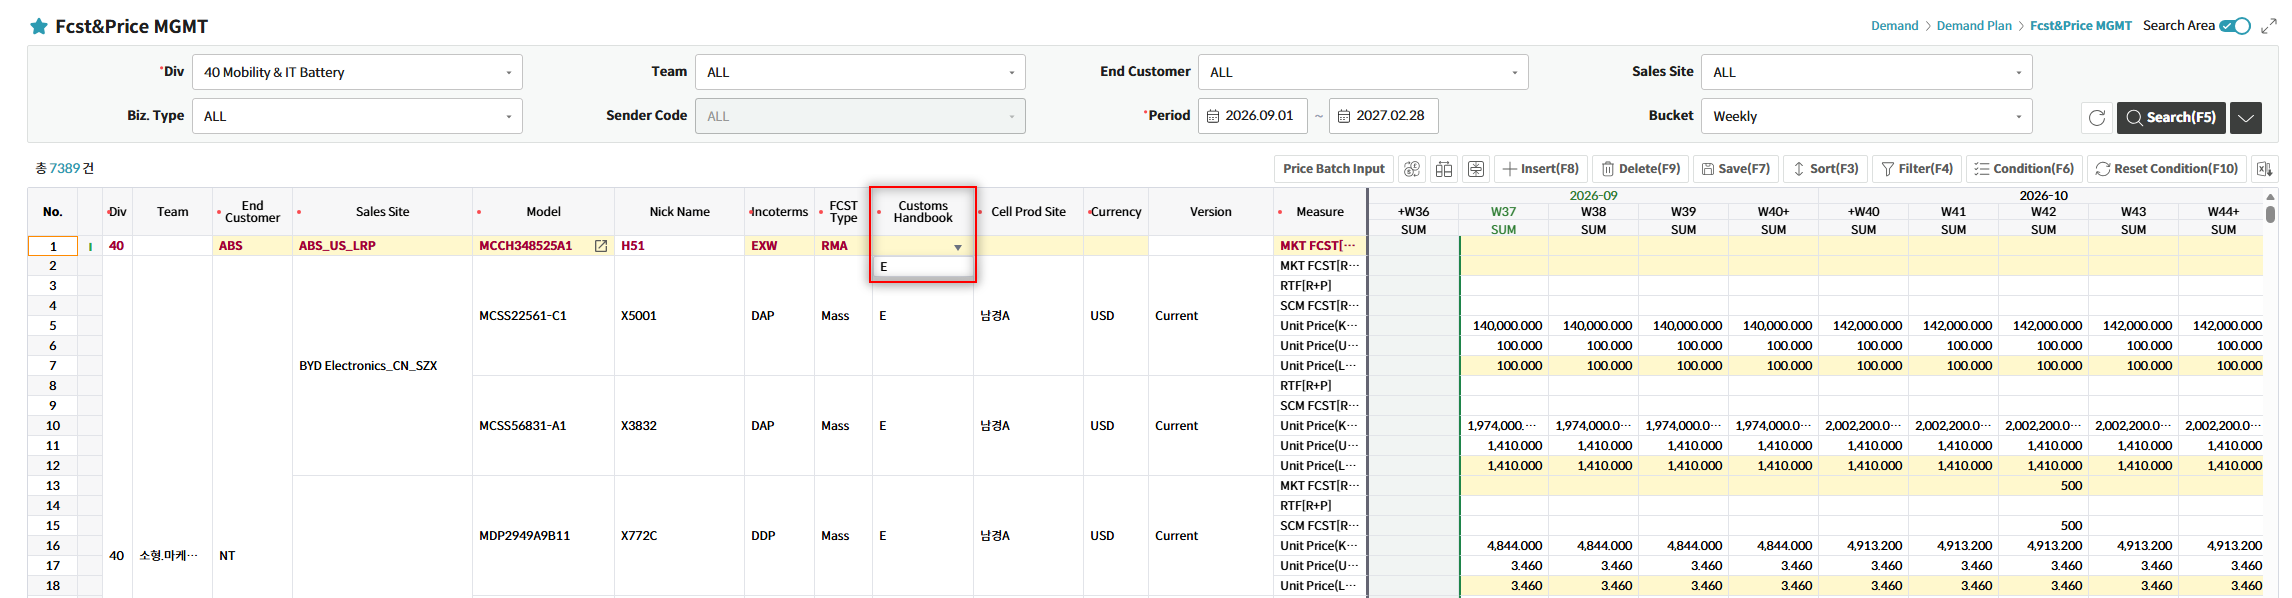 Fcst&Price MGMT
Demand > Demand Plan > Fcst&Price MGMT Search Area
*Div 40 Mobility & IT Battery Team ALL End Customer ALL Sales Site ALL
Biz. Type ALL Sender Code ALL *Period 2026.09.01 ~ 2027.02.28 Bucket Weekly Search(F5)
총 7389 건 Price Batch Input Insert(F8) Delete(F9) Save(F7) Sort(F3) Filter(F4) Condition(F6) Reset Condition(F10)
No. Div Team End Customer Sales Site Model Nick Name Incoterms FCST Type Customs Handbook Cell Prod Site Currency Version Measure 2026-09 2026-10
+W36 W37 W38 W39 W40+ +W40 W41 W42 W43 W44+
SUM SUM SUM SUM SUM SUM SUM SUM SUM SUM
1 I 40 ABS ABS_US_LRP MCCH348525A1 H51 EXW RMA MKT FCST[···
2 E MKT FCST[R···
3 RTF[R+P]
4 MCSS22561-C1 X5001 DAP Mass E 남경A USD Current SCM FCST[R···
5 Unit Price(K··· 140,000.000 140,000.000 140,000.000 140,000.000 142,000.000 142,000.000 142,000.000 142,000.000 142,000.000
6 Unit Price(U··· 100.000 100.000 100.000 100.000 100.000 100.000 100.000 100.000 100.000
7 BYD Electronics_CN_SZX Unit Price(L··· 100.000 100.000 100.000 100.000 100.000 100.000 100.000 100.000 100.000
8 RTF[R+P]
9 SCM FCST[R···
10 MCSS56831-A1 X3832 DAP Mass E 남경A USD Current Unit Price(K··· 1,974,000.··· 1,974,000.0··· 1,974,000.0··· 1,974,000.0··· 2,002,200.0··· 2,002,200.0··· 2,002,200.0··· 2,002,200.0··· 2,002,200.0···
11 Unit Price(U··· 1,410.000 1,410.000 1,410.000 1,410.000 1,410.000 1,410.000 1,410.000 1,410.000 1,410.000
12 Unit Price(L··· 1,410.000 1,410.000 1,410.000 1,410.000 1,410.000 1,410.000 1,410.000 1,410.000 1,410.000
13 MKT FCST[R··· 500
14 RTF[R+P]
15 MDP2949A9B11 X772C DDP Mass E 남경A USD Current SCM FCST[R··· 500
16 40 소형.마케··· NT Unit Price(K··· 4,844.000 4,844.000 4,844.000 4,844.000 4,913.200 4,913.200 4,913.200 4,913.200 4,913.200
17 Unit Price(U··· 3.460 3.460 3.460 3.460 3.460 3.460 3.460 3.460 3.460
18 Unit Price(L··· 3.460 3.460 3.460 3.460 3.460 3.460 3.460 3.460 3.460